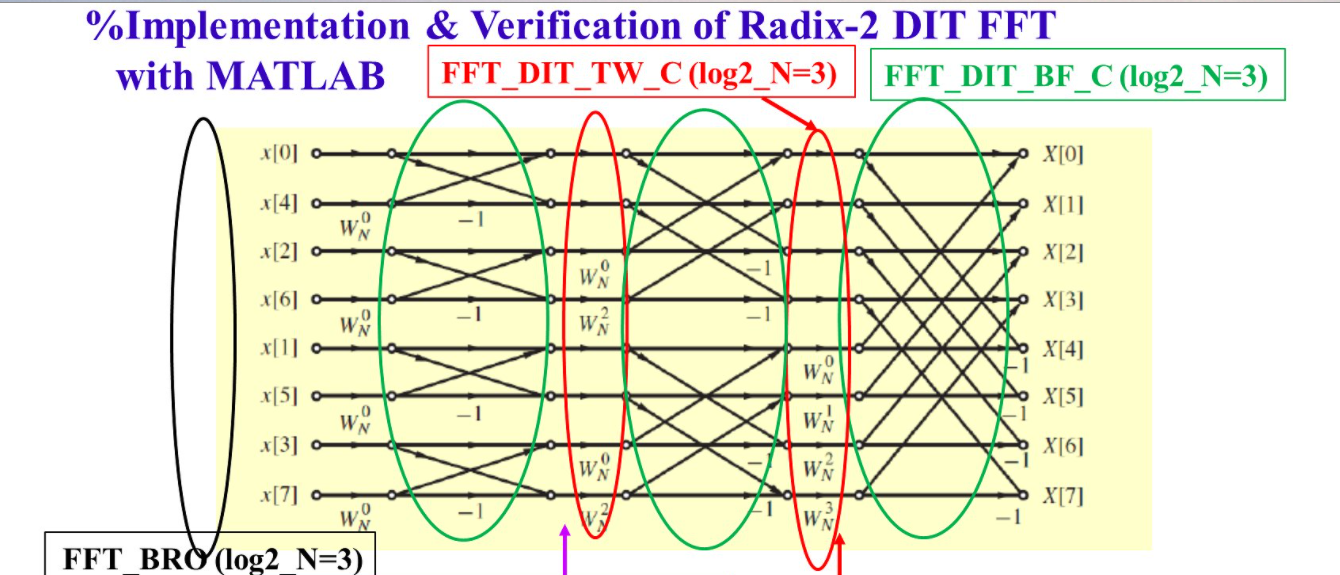 %Implementation & Verification of Radix-2 DIT FFT
with MATLAB
FFT_DIT_TW_C (log2_N=3)
FFT_DIT_BF_C (log2_N=3)
x[0]
X[0]
x[4]
X[1]
W_N^0
−1
x[2]
X[2]
W_N^0
−1
x[6]
X[3]
W_N^0
−1
W_N^2
−1
x[1]
X[4]
W_N^0
−1
x[5]
X[5]
W_N^0
−1
W_N^1
−1
x[3]
X[6]
W_N^0
−1
W_N^2
−1
x[7]
X[7]
W_N^0
−1
W_N^2
−1
W_N^3
−1
FFT_BRO (log2_N=3)